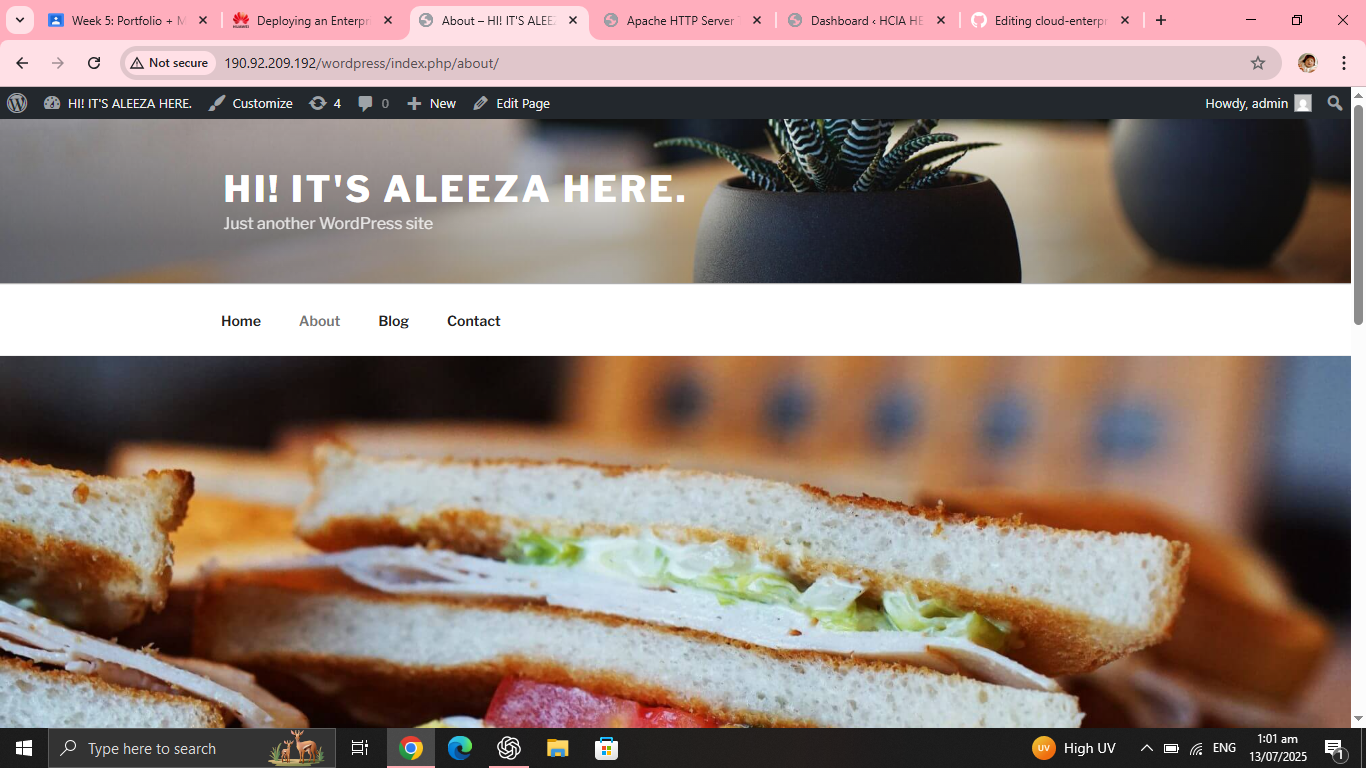 Week 5: Portfolio + M
Deploying an Enterpri
About – HI! IT'S ALEEZ
Apache HTTP Server
Dashboard ‹ HCIA HE
Editing cloud-enterpr
Not secure
190.92.209.192/wordpress/index.php/about/
HI! IT'S ALEEZA HERE.
Customize
4
0
New
Edit Page
Howdy, admin
HI! IT'S ALEEZA HERE.
Just another WordPress site
Home
About
Blog
Contact
Type here to search
UV
High UV
ENG
1:01 am
13/07/2025
1